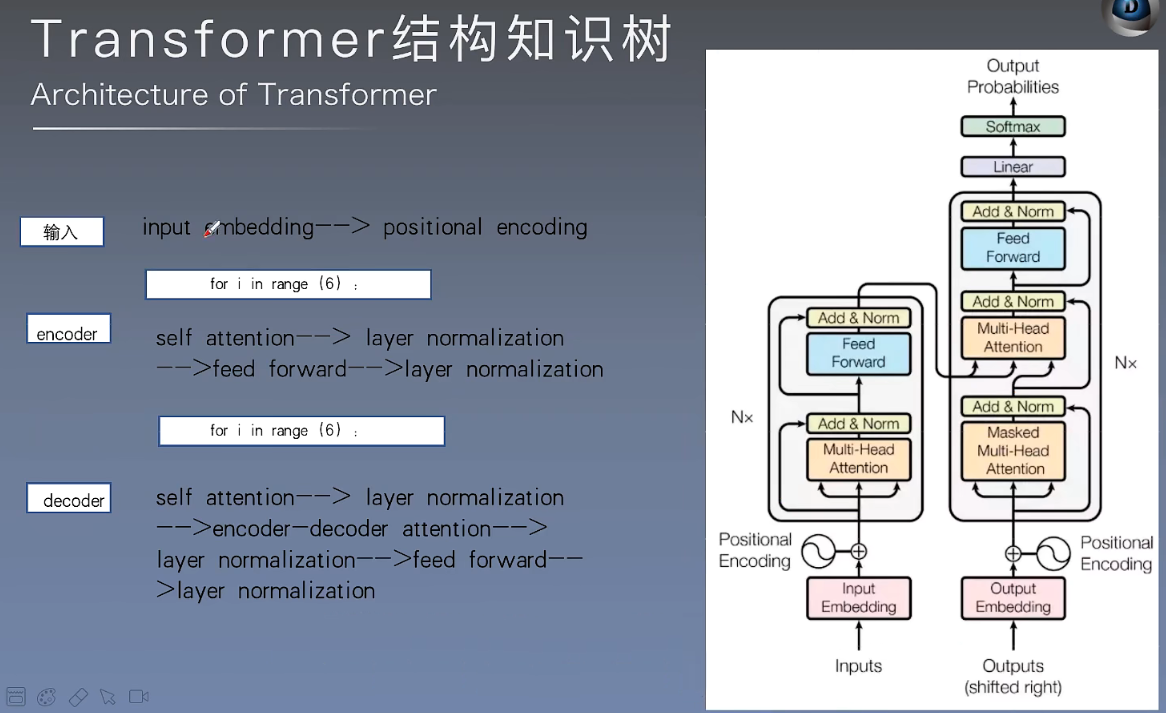 Transformer结构知识树
Architecture of Transformer
输入
input embedding——> positional encoding
for i in range (6) :
encoder
self attention——> layer normalization
——>feed forward——>layer normalization
for i in range (6) :
decoder
self attention——> layer normalization
——>encoder—decoder attention——>
layer normalization——>feed forward——
>layer normalization
Output
Probabilities
Softmax
Linear
Add & Norm
Feed
Forward
Add & Norm
Multi-Head
Attention
Add & Norm
Masked
Multi-Head
Attention
Nx
Add & Norm
Feed
Forward
Nx
Add & Norm
Multi-Head
Attention
Positional
Encoding
Positional
Encoding
Input
Embedding
Output
Embedding
Inputs
Outputs
(shifted right)
D